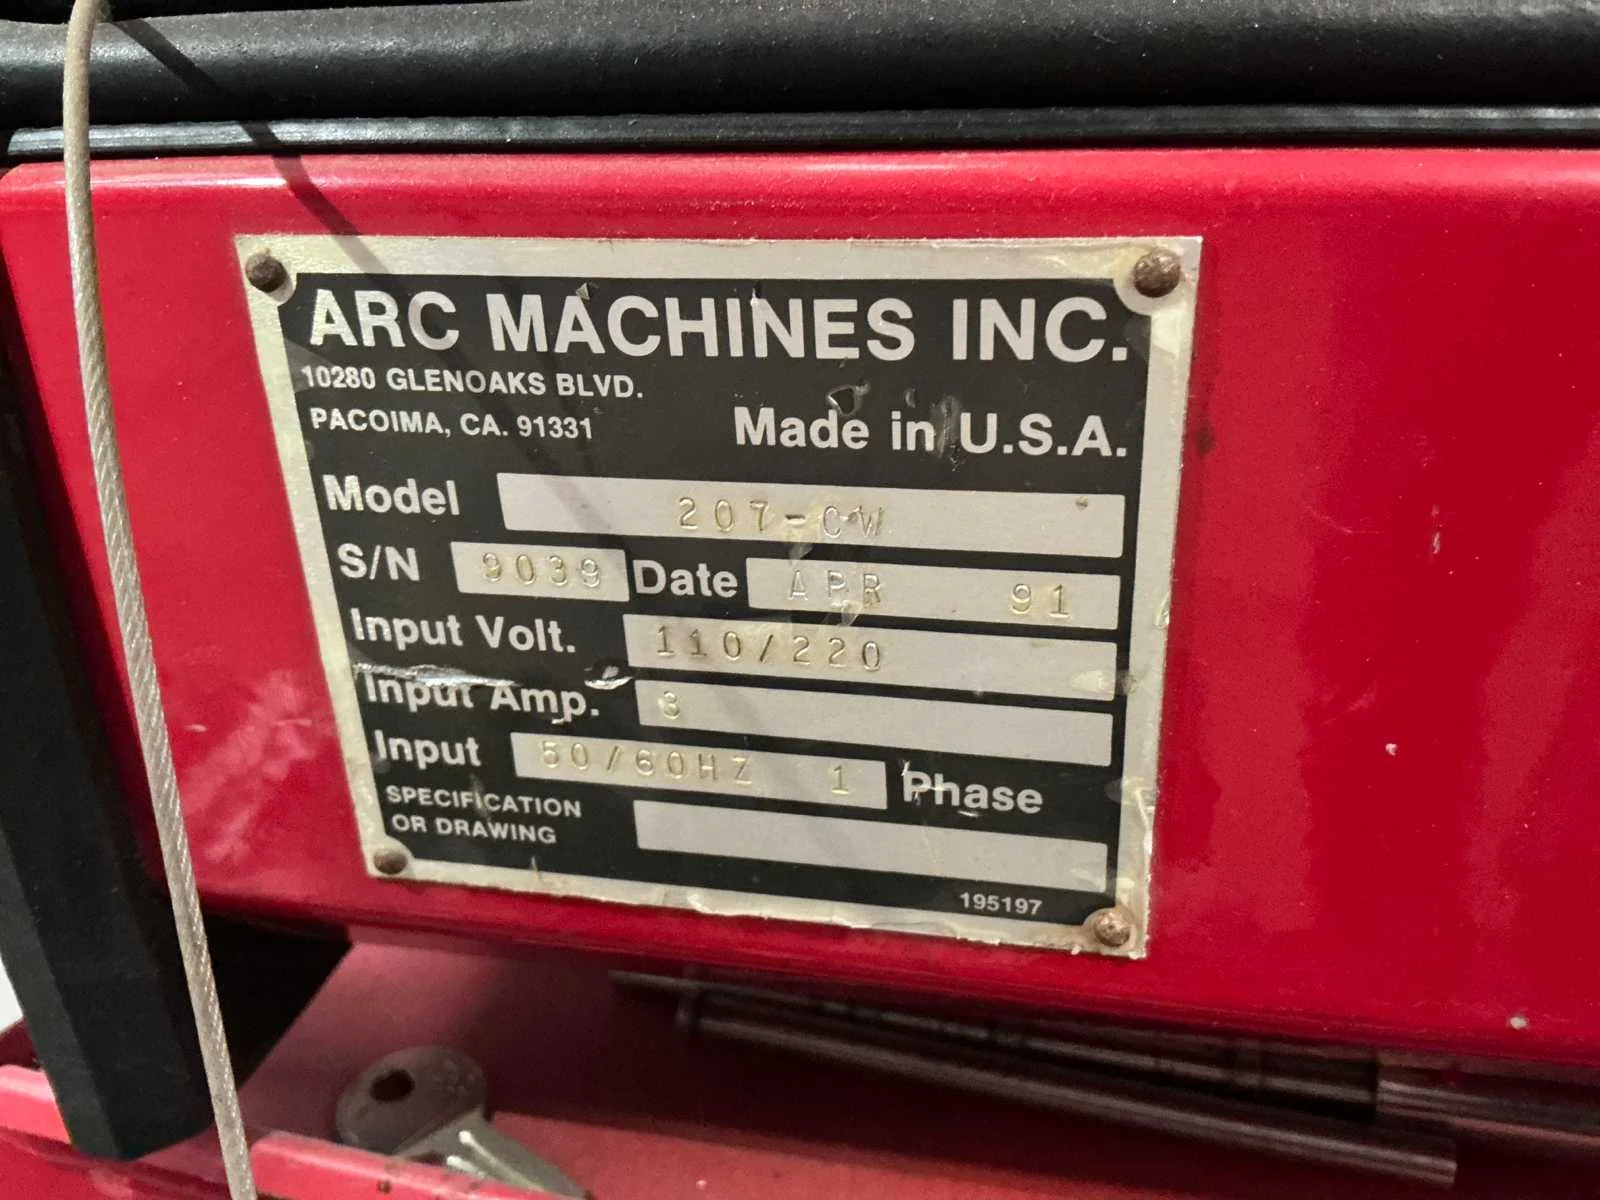 ARC MACHINES INC.
10280 GLENOAKS BLVD.
PACOIMA, CA. 91331
Made in U.S.A.
Model 207-CW
S/N 9039 Date APR 91
Input Volt. 110/220
Input Amp. 3
Input 50/60HZ 1 Phase
SPECIFICATION
OR DRAWING
195197